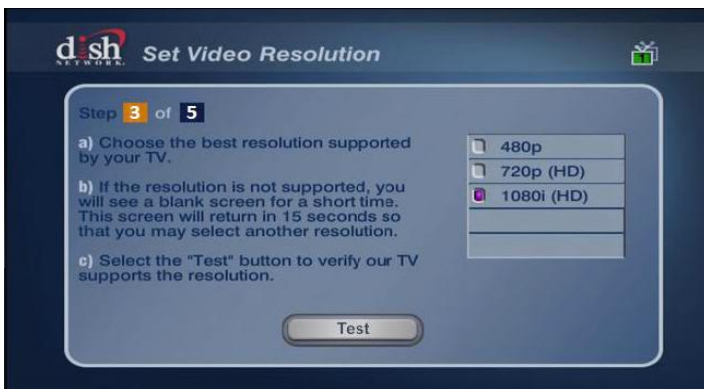 dish
NETWORK.
Set Video Resolution
1
Step 3 of 5
a) Choose the best resolution supported
by your TV.
b) If the resolution is not supported, you
will see a blank screen for a short time.
This screen will return in 15 seconds so
that you may select another resolution.
c) Select the "Test" button to verify our TV
supports the resolution.
480p
720p (HD)
1080i (HD)
Test